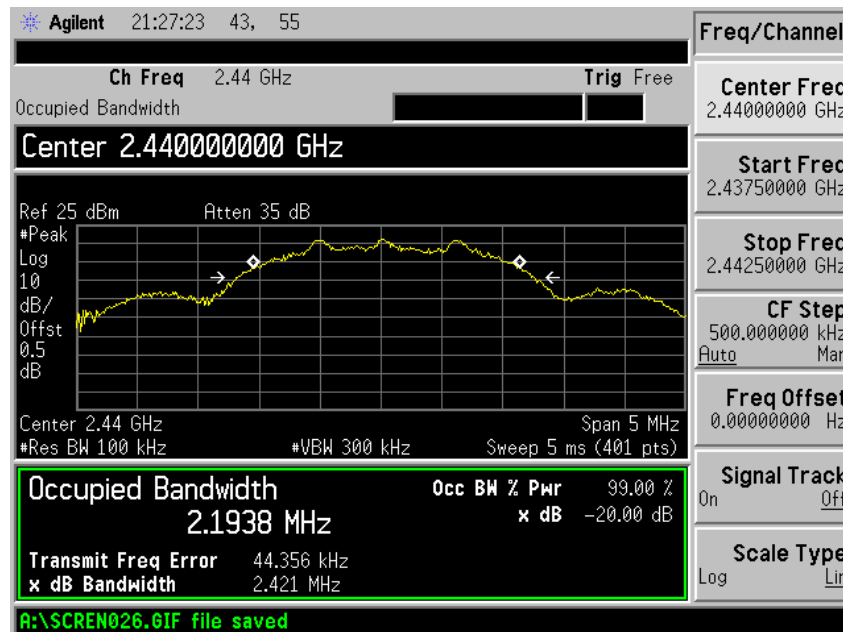 Agilent 21:27:23 43, 55
Ch Freq 2.44 GHz Trig Free
Occupied Bandwidth
Center 2.440000000 GHz
Ref 25 dBm Atten 35 dB
#Peak
Log
10
dB/
Offst
0.5
dB
Center 2.44 GHz Span 5 MHz
#Res BW 100 kHz #VBW 300 kHz Sweep 5 ms (401 pts)
Occupied Bandwidth Occ BW % Pwr 99.00 %
2.1938 MHz x dB -20.00 dB
Transmit Freq Error 44.356 kHz
x dB Bandwidth 2.421 MHz
A:\SCREN026.GIF file saved
Freq/Channel
Center Freq
2.44000000 GHz
Start Freq
2.43750000 GHz
Stop Freq
2.44250000 GHz
CF Step
500.000000 kHz
Auto Man
Freq Offset
0.00000000 Hz
Signal Track
On Off
Scale Type
Log Lin